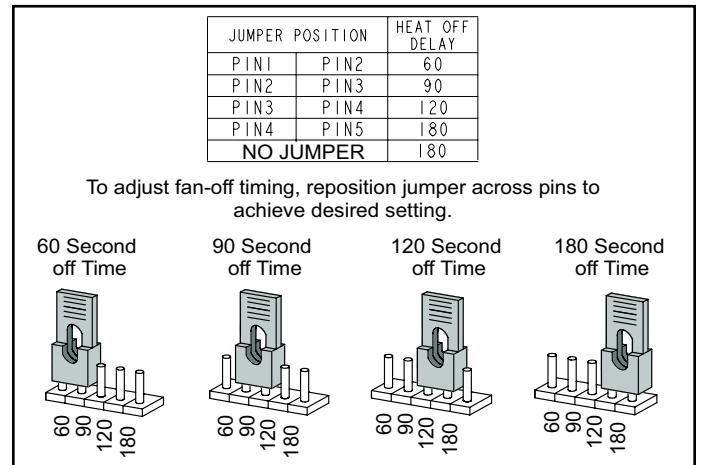 JUMPER POSITION HEAT OFF DELAY
PIN1 PIN2 60
PIN2 PIN3 90
PIN3 PIN4 120
PIN4 PIN5 180
NO JUMPER 180
To adjust fan-off timing, reposition jumper across pins to
achieve desired setting.
60 Second
off Time
90 Second
off Time
120 Second
off Time
180 Second
off Time
60 90 120 180
60 90 120 180
60 90 120 180
60 90 120 180